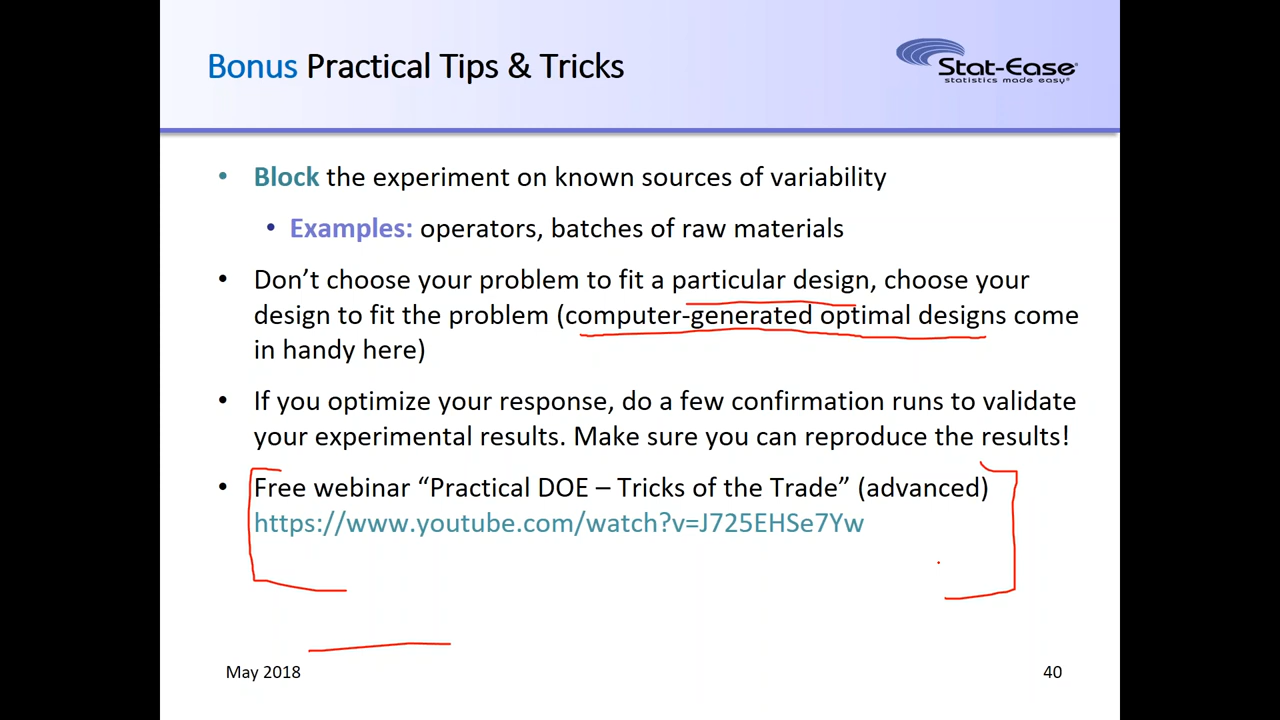 Bonus Practical Tips & Tricks
Stat-Ease
statistics made easy®
• Block the experiment on known sources of variability
• Examples: operators, batches of raw materials
• Don’t choose your problem to fit a particular design, choose your
design to fit the problem (computer-generated optimal designs come
in handy here)
• If you optimize your response, do a few confirmation runs to validate
your experimental results. Make sure you can reproduce the results!
• Free webinar “Practical DOE – Tricks of the Trade” (advanced)
https://www.youtube.com/watch?v=J725EHSe7Yw
May 2018
40